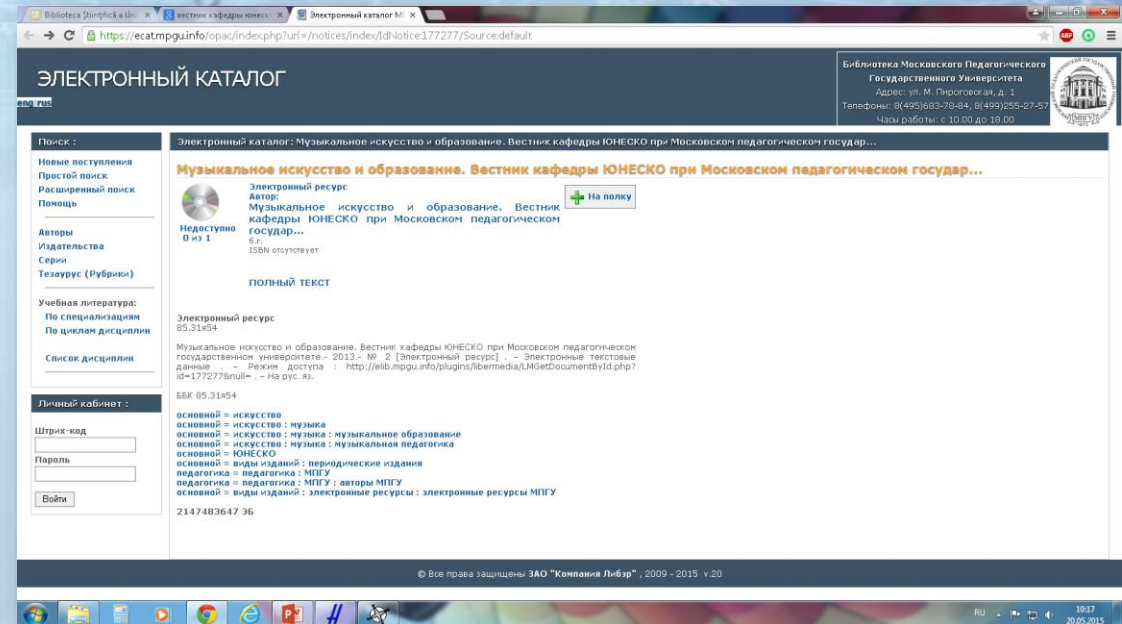 Biblioteca Științifică a Uni
вестник кафедры юнеско
Электронный каталог МП
https://ecat.mpgu.info/opac/index.php?url=/notices/index/IdNotice:177277/Source:default
ABP
ЭЛЕКТРОННЫЙ КАТАЛОГ
eng rus
Библиотека Московского Педагогического
Государственного Университета
Адрес: ул. М. Пироговская, д. 1
Телефоны: 8(495)683-78-84, 8(499)255-27-57
Часы работы: с 10.00 до 18.00
Поиск :
Новые поступления
Простой поиск
Расширенный поиск
Помощь
Авторы
Издательства
Серии
Тезаурус (Рубрики)
Учебная литература:
По специализациям
По циклам дисциплин
Список дисциплин
Личный кабинет :
Штрих-код
Пароль
Войти
Электронный каталог: Музыкальное искусство и образование. Вестник кафедры ЮНЕСКО при Московском педагогическом государ...
Музыкальное искусство и образование. Вестник кафедры ЮНЕСКО при Московском педагогическом государ...
Недоступно
0 из 1
Электронный ресурс
Автор:
Музыкальное искусство и образование. Вестник
кафедры ЮНЕСКО при Московском педагогическом
государ...
б.г.
ISBN отсутствует
ПОЛНЫЙ ТЕКСТ
На полку
Электронный ресурс
85.31я54
Музыкальное искусство и образование. Вестник кафедры ЮНЕСКО при Московском педагогическом
государственном университете.- 2013.- № 2 [Электронный ресурс] . – Электронные текстовые
данные . – Режим доступа : http://elib.mpgu.info/plugins/libermedia/LMGetDocumentById.php?
id=177277&null= . – На рус. яз.
ББК 85.31я54
основной = искусство
основной = искусство : музыка
основной = искусство : музыка : музыкальное образование
основной = искусство : музыка : музыкальная педагогика
основной = ЮНЕСКО
основной = виды изданий : периодические издания
педагогика = педагогика : МПГУ
педагогика = педагогика : МПГУ : авторы МПГУ
основной = виды изданий : электронные ресурсы : электронные ресурсы МПГУ
2147483647 ЭБ
© Все права защищены ЗАО "Компания Либэр" , 2009 - 2015 v.20
RU
10:17
20.05.2015